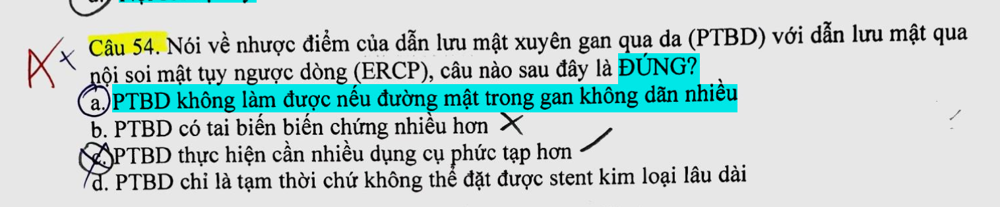 Câu 54. Nói về nhược điểm của dẫn lưu mật xuyên gan qua da (PTBD) với dẫn lưu mật qua
nội soi mật tụy ngược dòng (ERCP), câu nào sau đây là ĐÚNG?
a. PTBD không làm được nếu đường mật trong gan không dãn nhiều
b. PTBD có tai biến biến chứng nhiều hơn
c. PTBD thực hiện cần nhiều dụng cụ phức tạp hơn
d. PTBD chỉ là tạm thời chứ không thể đặt được stent kim loại lâu dài